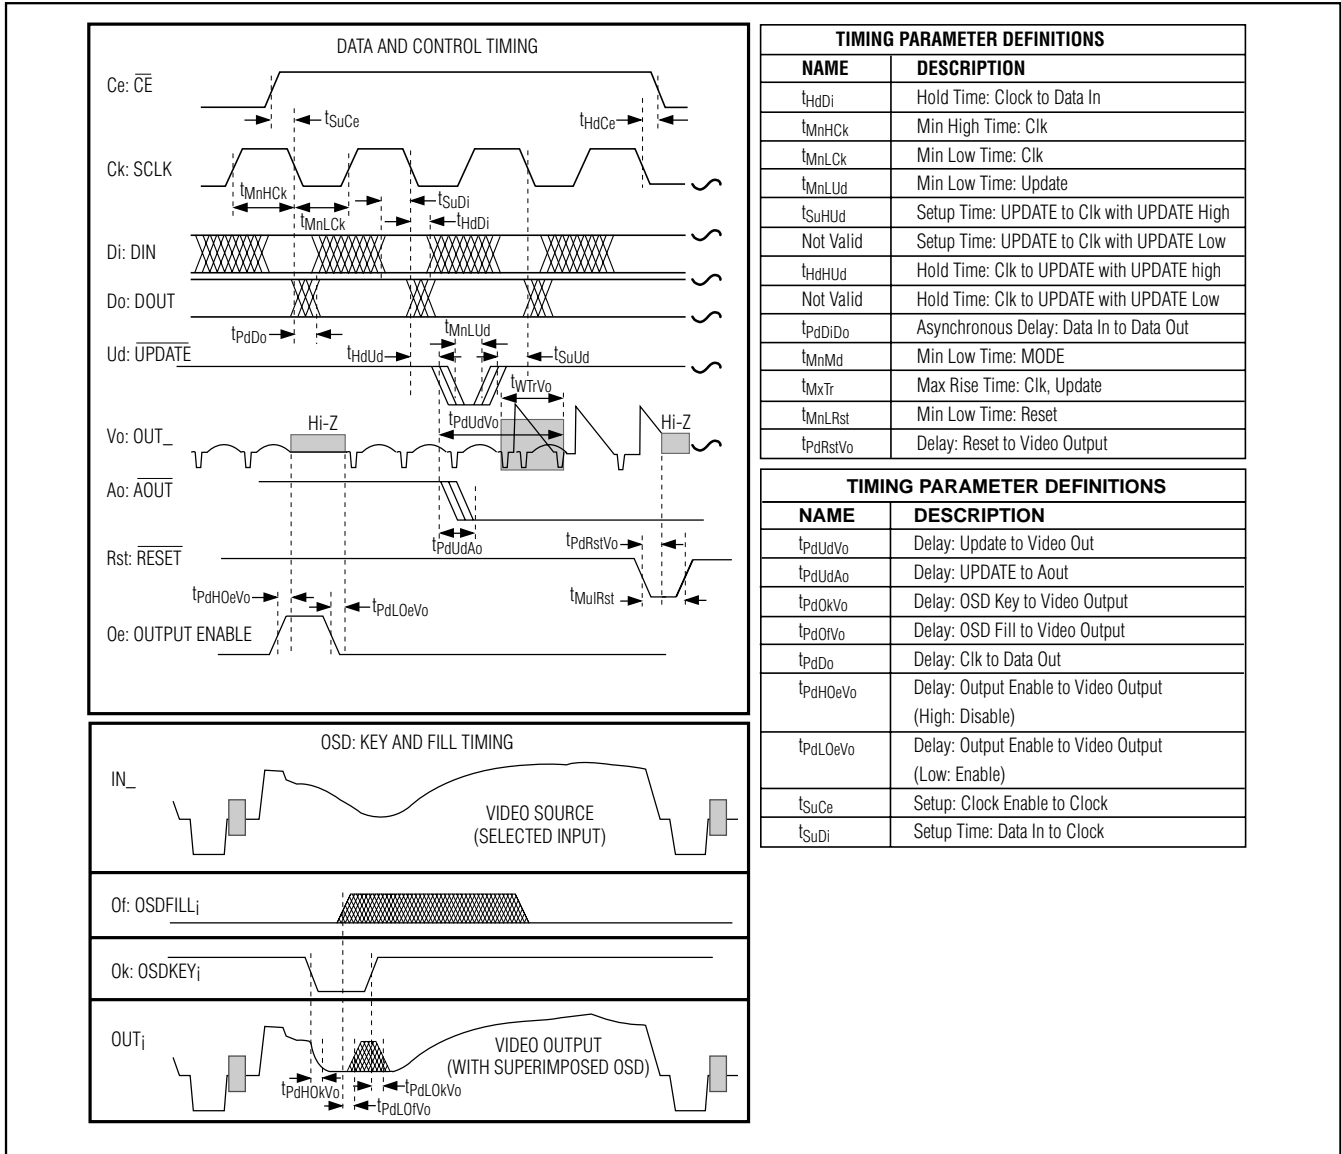 DATA AND CONTROL TIMING
Ce: CE
tSuCe
tHdCe
Ck: SCLK
tMnHCk
tMnLCk
tSuDi
tHdDi
Di: DIN
Do: DOUT
tPdDo
tMnLUd
Ud: UPDATE
tHdUd
tSuUd
tWTrVo
tPdUdVo
Vo: OUT_
Hi-Z
Hi-Z
Ao: AOUT
tPdUdAo
tPdRstVo
Rst: RESET
tMulRst
tPdHOeVo
tPdLOeVo
Oe: OUTPUT ENABLE
OSD: KEY AND FILL TIMING
IN_
VIDEO SOURCE
(SELECTED INPUT)
Of: OSDFILLi
Ok: OSDKEYi
OUTi
VIDEO OUTPUT
(WITH SUPERIMPOSED OSD)
tPdHOkVo
tPdLOkVo
tPdLOfVo
TIMING PARAMETER DEFINITIONS
NAME DESCRIPTION
tHdDi Hold Time: Clock to Data In
tMnHCk Min High Time: Clk
tMnLCk Min Low Time: Clk
tMnLUd Min Low Time: Update
tSuHUd Setup Time: UPDATE to Clk with UPDATE High
Not Valid Setup Time: UPDATE to Clk with UPDATE Low
tHdHUd Hold Time: Clk to UPDATE with UPDATE high
Not Valid Hold Time: Clk to UPDATE with UPDATE Low
tPdDiDo Asynchronous Delay: Data In to Data Out
tMnMd Min Low Time: MODE
tMxTr Max Rise Time: Clk, Update
tMnLRst Min Low Time: Reset
tPdRstVo Delay: Reset to Video Output
TIMING PARAMETER DEFINITIONS
NAME DESCRIPTION
tPdUdVo Delay: Update to Video Out
tPdUdAo Delay: UPDATE to Aout
tPdOkVo Delay: OSD Key to Video Output
tPdOfVo Delay: OSD Fill to Video Output
tPdDo Delay: Clk to Data Out
tPdHOeVo Delay: Output Enable to Video Output
(High: Disable)
tPdLOeVo Delay: Output Enable to Video Output
(Low: Enable)
tSuCe Setup: Clock Enable to Clock
tSuDi Setup Time: Data In to Clock